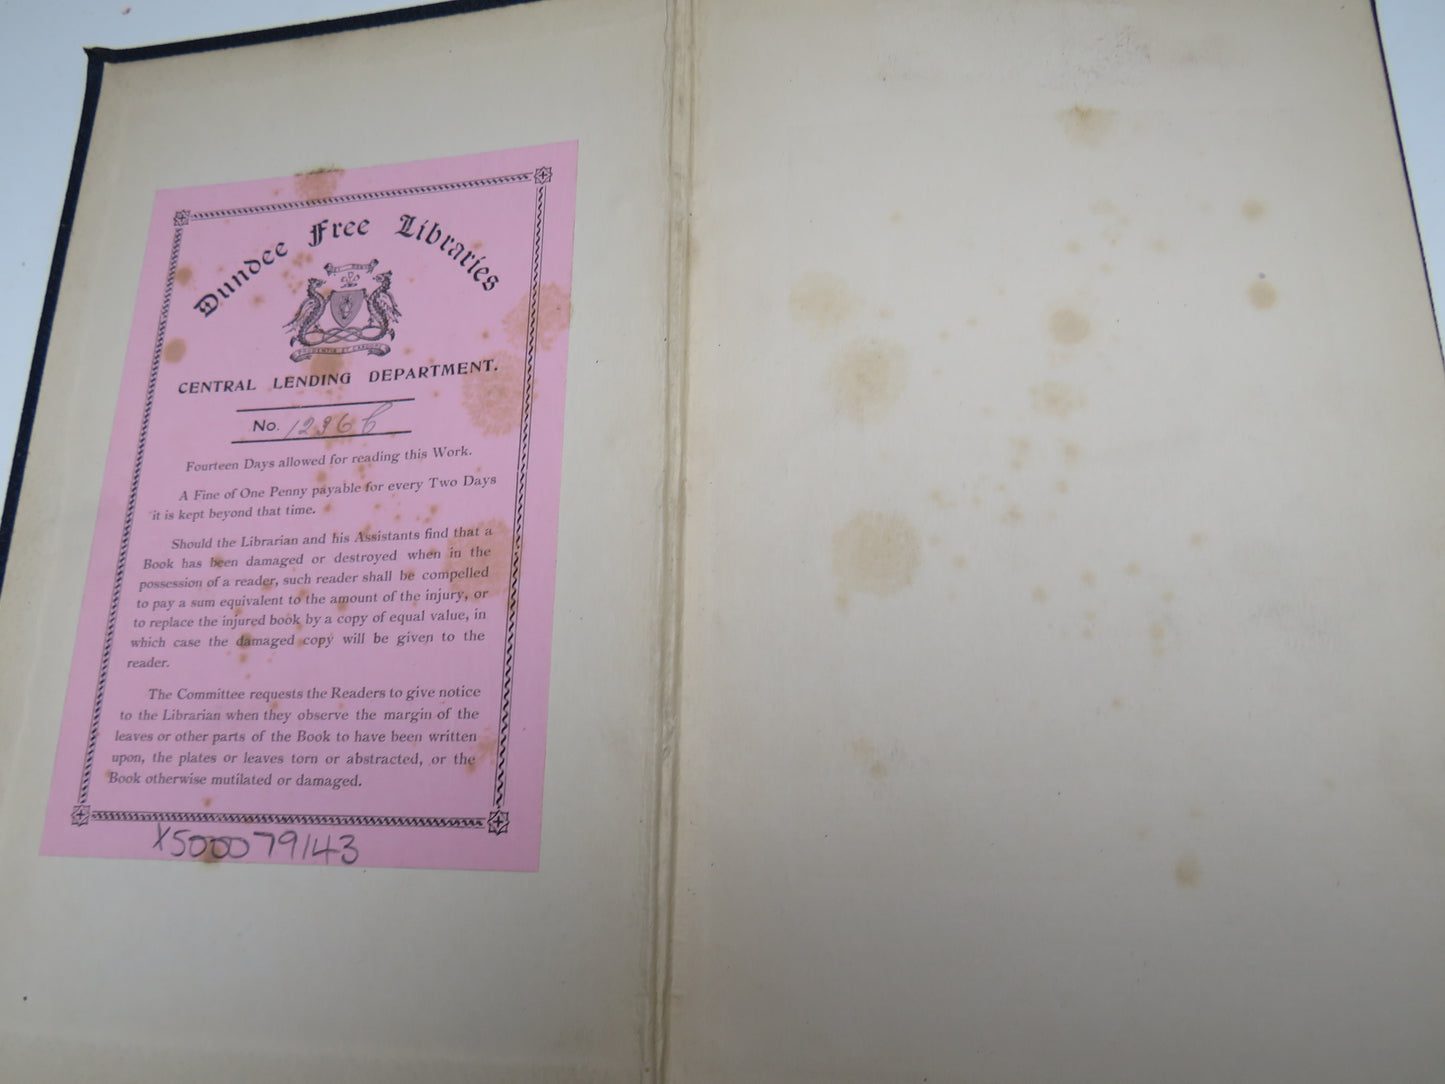 Dundee Free Libraries
PRUDENTIA ET CANDORE
CENTRAL LENDING DEPARTMENT.
No. 1296 b
Fourteen Days allowed for reading this Work.
A Fine of One Penny payable for every Two Days
it is kept beyond that time.
Should the Librarian and his Assistants find that a
Book has been damaged or destroyed when in the
possession of a reader, such reader shall be compelled
to pay a sum equivalent to the amount of the injury, or
to replace the injured book by a copy of equal value, in
which case the damaged copy will be given to the
reader.
The Committee requests the Readers to give notice
to the Librarian when they observe the margin of the
leaves or other parts of the Book to have been written
upon, the plates or leaves torn or abstracted, or the
Book otherwise mutilated or damaged.
X500079143